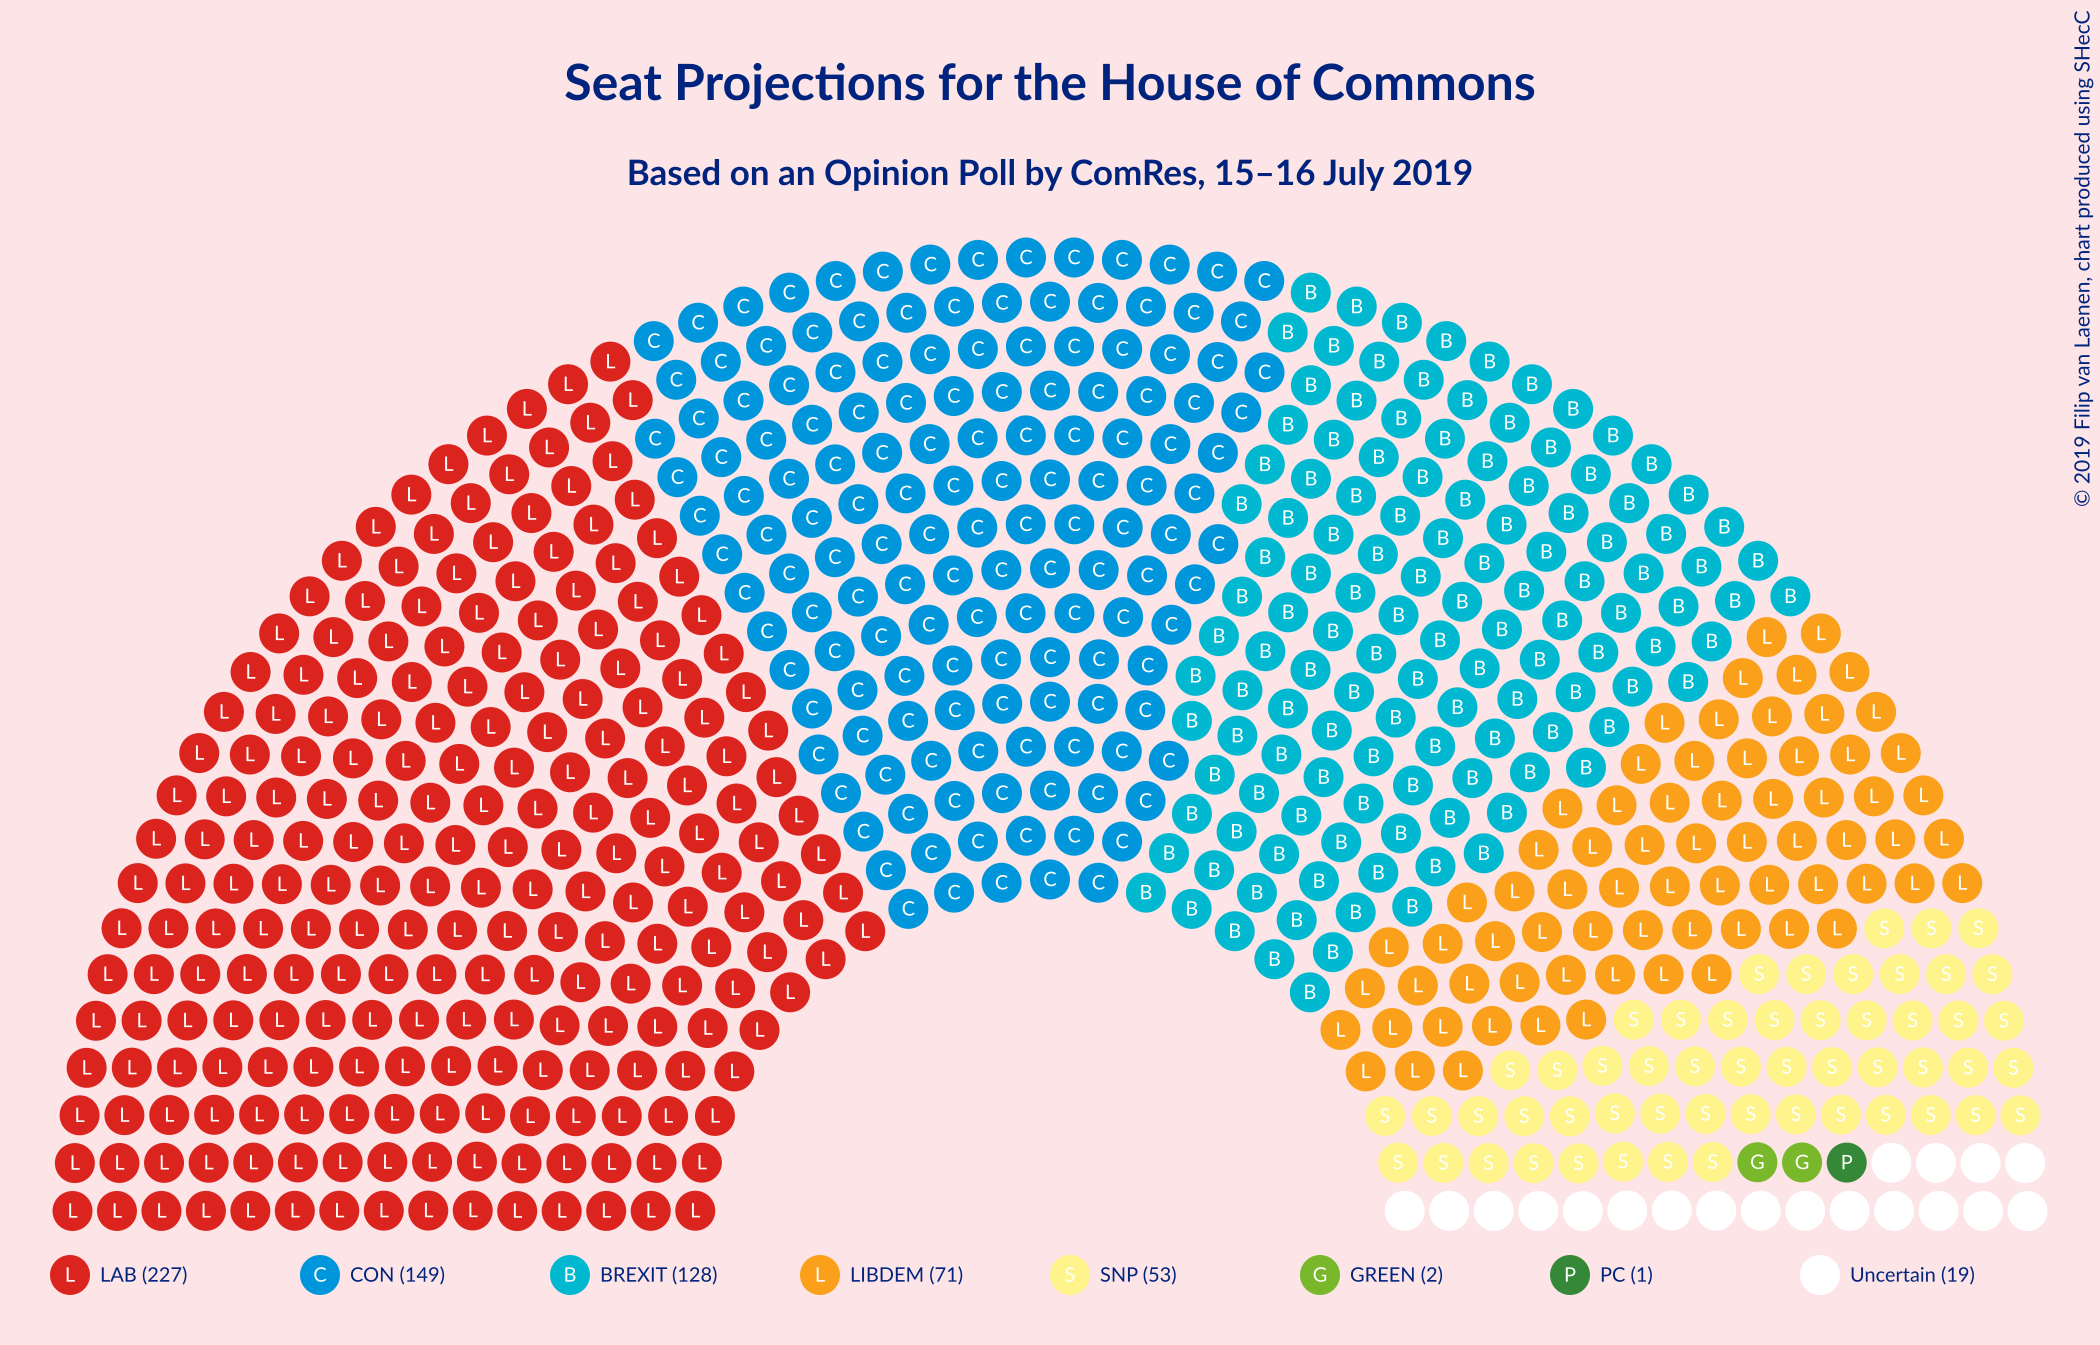 Seat Projections for the House of Commons
Based on an Opinion Poll by ComRes, 15–16 July 2019
© 2019 Filip van Laenen, chart produced using SHecC
L LAB (227)
C CON (149)
B BREXIT (128)
L LIBDEM (71)
S SNP (53)
G GREEN (2)
P PC (1)
Uncertain (19)